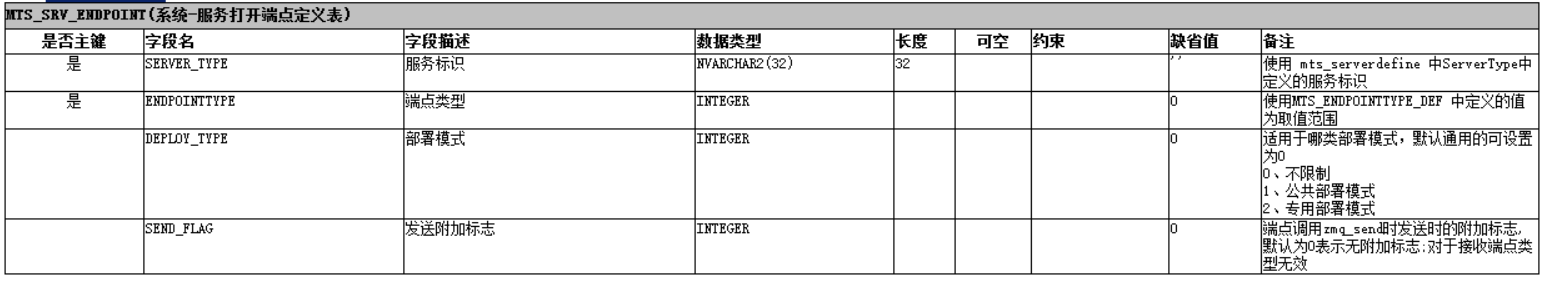 MTS_SRV_ENDPOINT(系统-服务打开端点定义表)
是否主键 字段名 字段描述 数据类型 长度 可空 约束 缺省值 备注
是 SERVER_TYPE 服务标识 NVARCHAR2(32) 32 '' 使用 mts_serverdefine 中ServerType中
定义的服务标识
是 ENDPOINTTYPE 端点类型 INTEGER 0 使用MTS_ENDPOINTTYPE_DEF 中定义的值
为取值范围
DEPLOY_TYPE 部署模式 INTEGER 0 适用于哪类部署模式，默认通用的可设置
为0
0、不限制
1、公共部署模式
2、专用部署模式
SEND_FLAG 发送附加标志 INTEGER 0 端点调用zmq_send时发送时的附加标志,
默认为0表示无附加标志;对于接收端点类
型无效